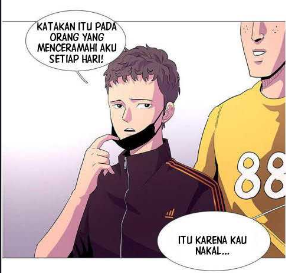 KATAKAN ITU PADA
ORANG YANG
MENCERAMAHI AKU
SETIAP HARI!
88
ITU KARENA KAU
NAKAL...